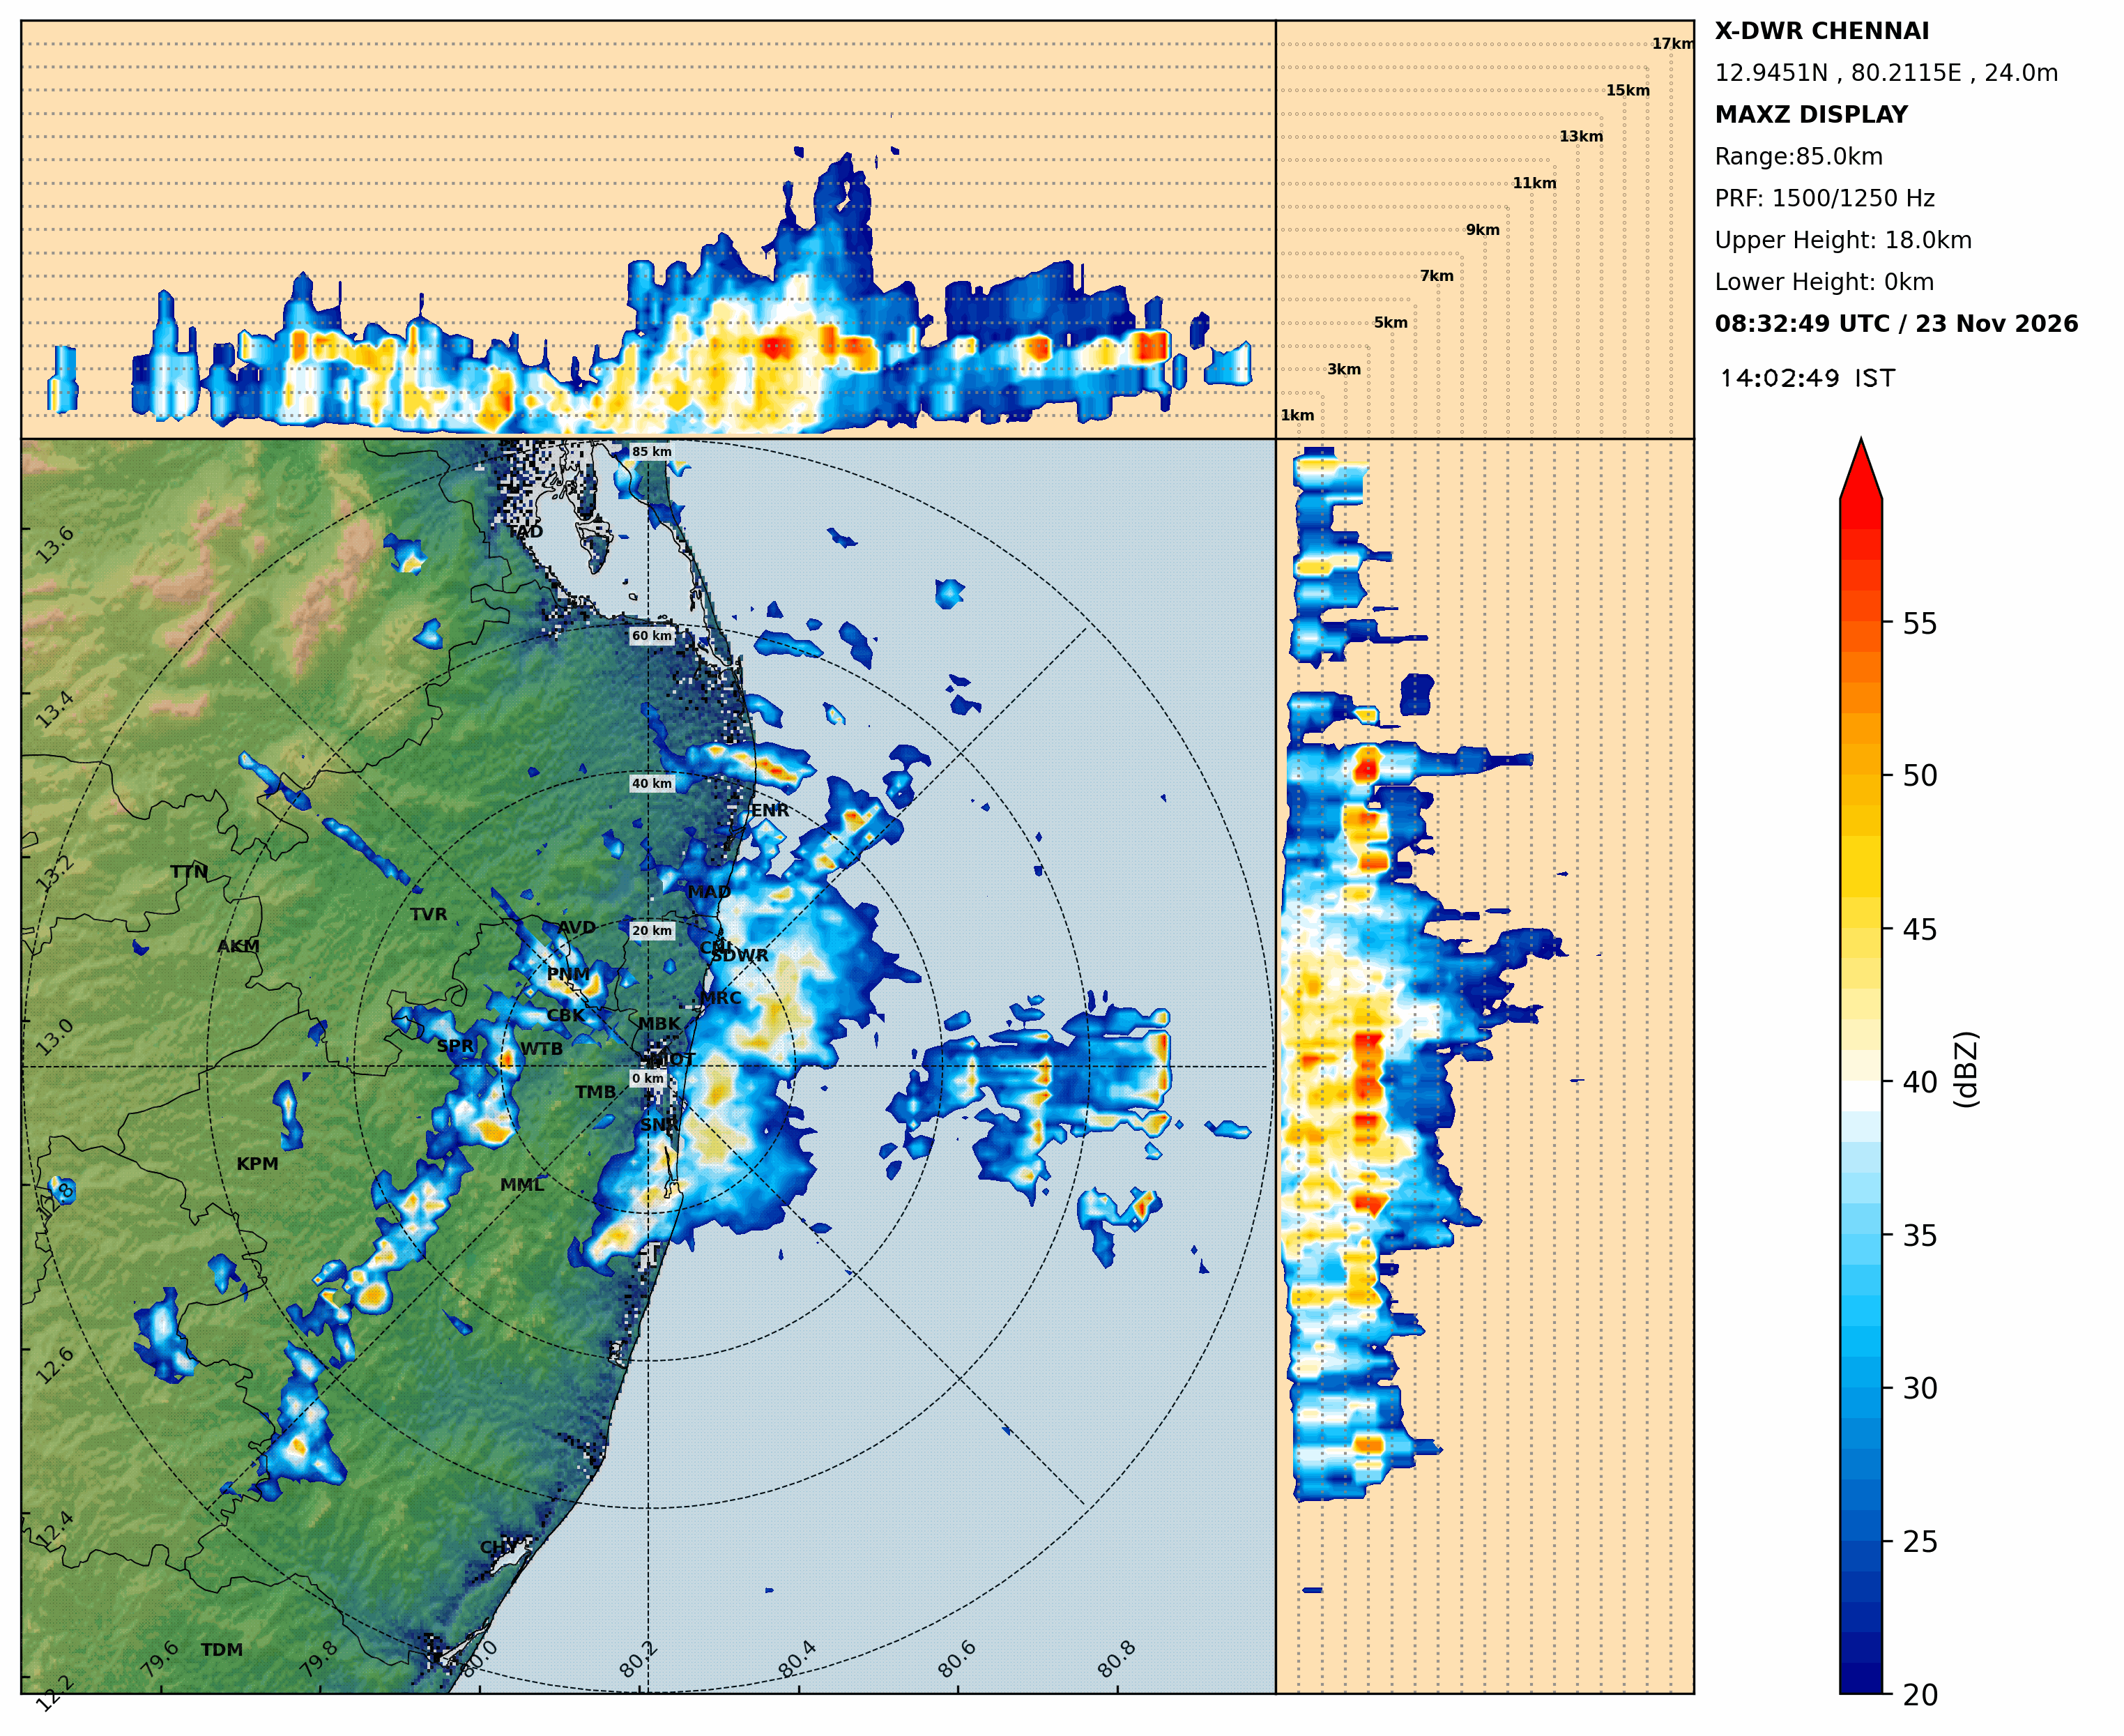 17km
15km
13km
11km
9km
7km
5km
3km
1km
X-DWR CHENNAI
12.9451N , 80.2115E , 24.0m
MAXZ DISPLAY
Range:85.0km
PRF: 1500/1250 Hz
Upper Height: 18.0km
Lower Height: 0km
08:32:49 UTC / 23 Nov 2026
14:02:49 IST
85 km
TAD
13.6
60 km
13.4
40 km
ENR
13.2
TTN
MAD
TVR
AVD
20 km
AKM
CNI
SDWR
PNM
MRC
CBK
MBK
13.0
SPR
WTB
IOT
0 km
TMB
SNR
KPM
MML
12.8
12.6
12.4
CHY
TDM
12.2
79.6
79.8
80.0
80.2
80.4
80.6
80.8
55
50
45
40
35
30
25
20
(dBZ)